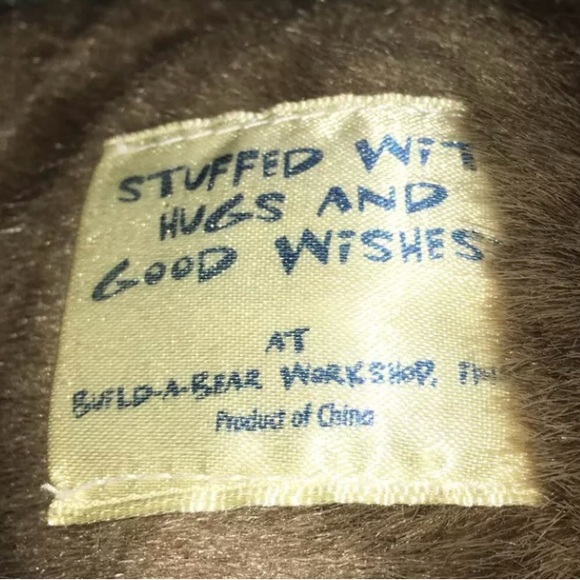 STUFFED WIT
HUGS AND
GOOD WISHES
AT
BUILD-A-BEAR WORKSHOP,
Product of China